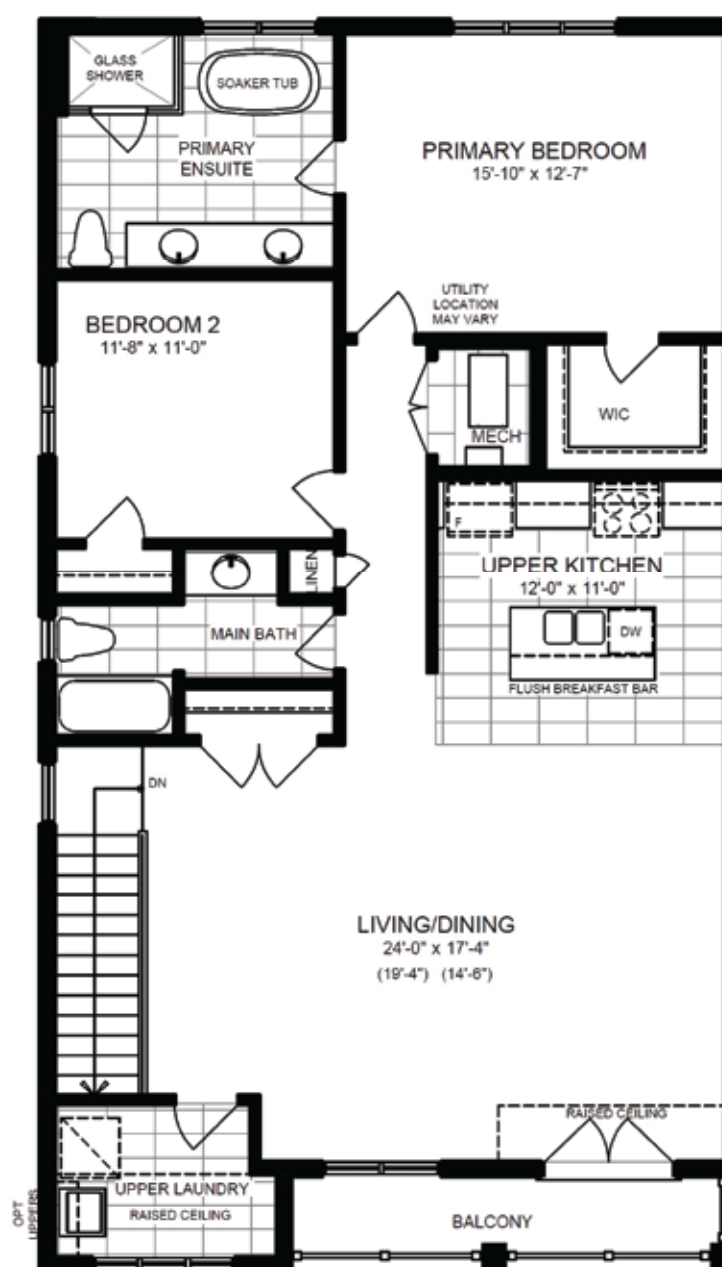 GLASS
SHOWER
SOAKER TUB
PRIMARY
ENSUITE
PRIMARY BEDROOM
15'-10" x 12'-7"
UTILITY
LOCATION
MAY VARY
BEDROOM 2
11'-8" x 11'-0"
MECH
WIC
F
UPPER KITCHEN
12'-0" x 11'-0"
LINEN
DW
MAIN BATH
FLUSH BREAKFAST BAR
DN
LIVING/DINING
24'-0" x 17'-4"
(19'-4") (14'-6")
RAISED CEILING
UPPER LAUNDRY
RAISED CEILING
OPT
UPPERS
BALCONY